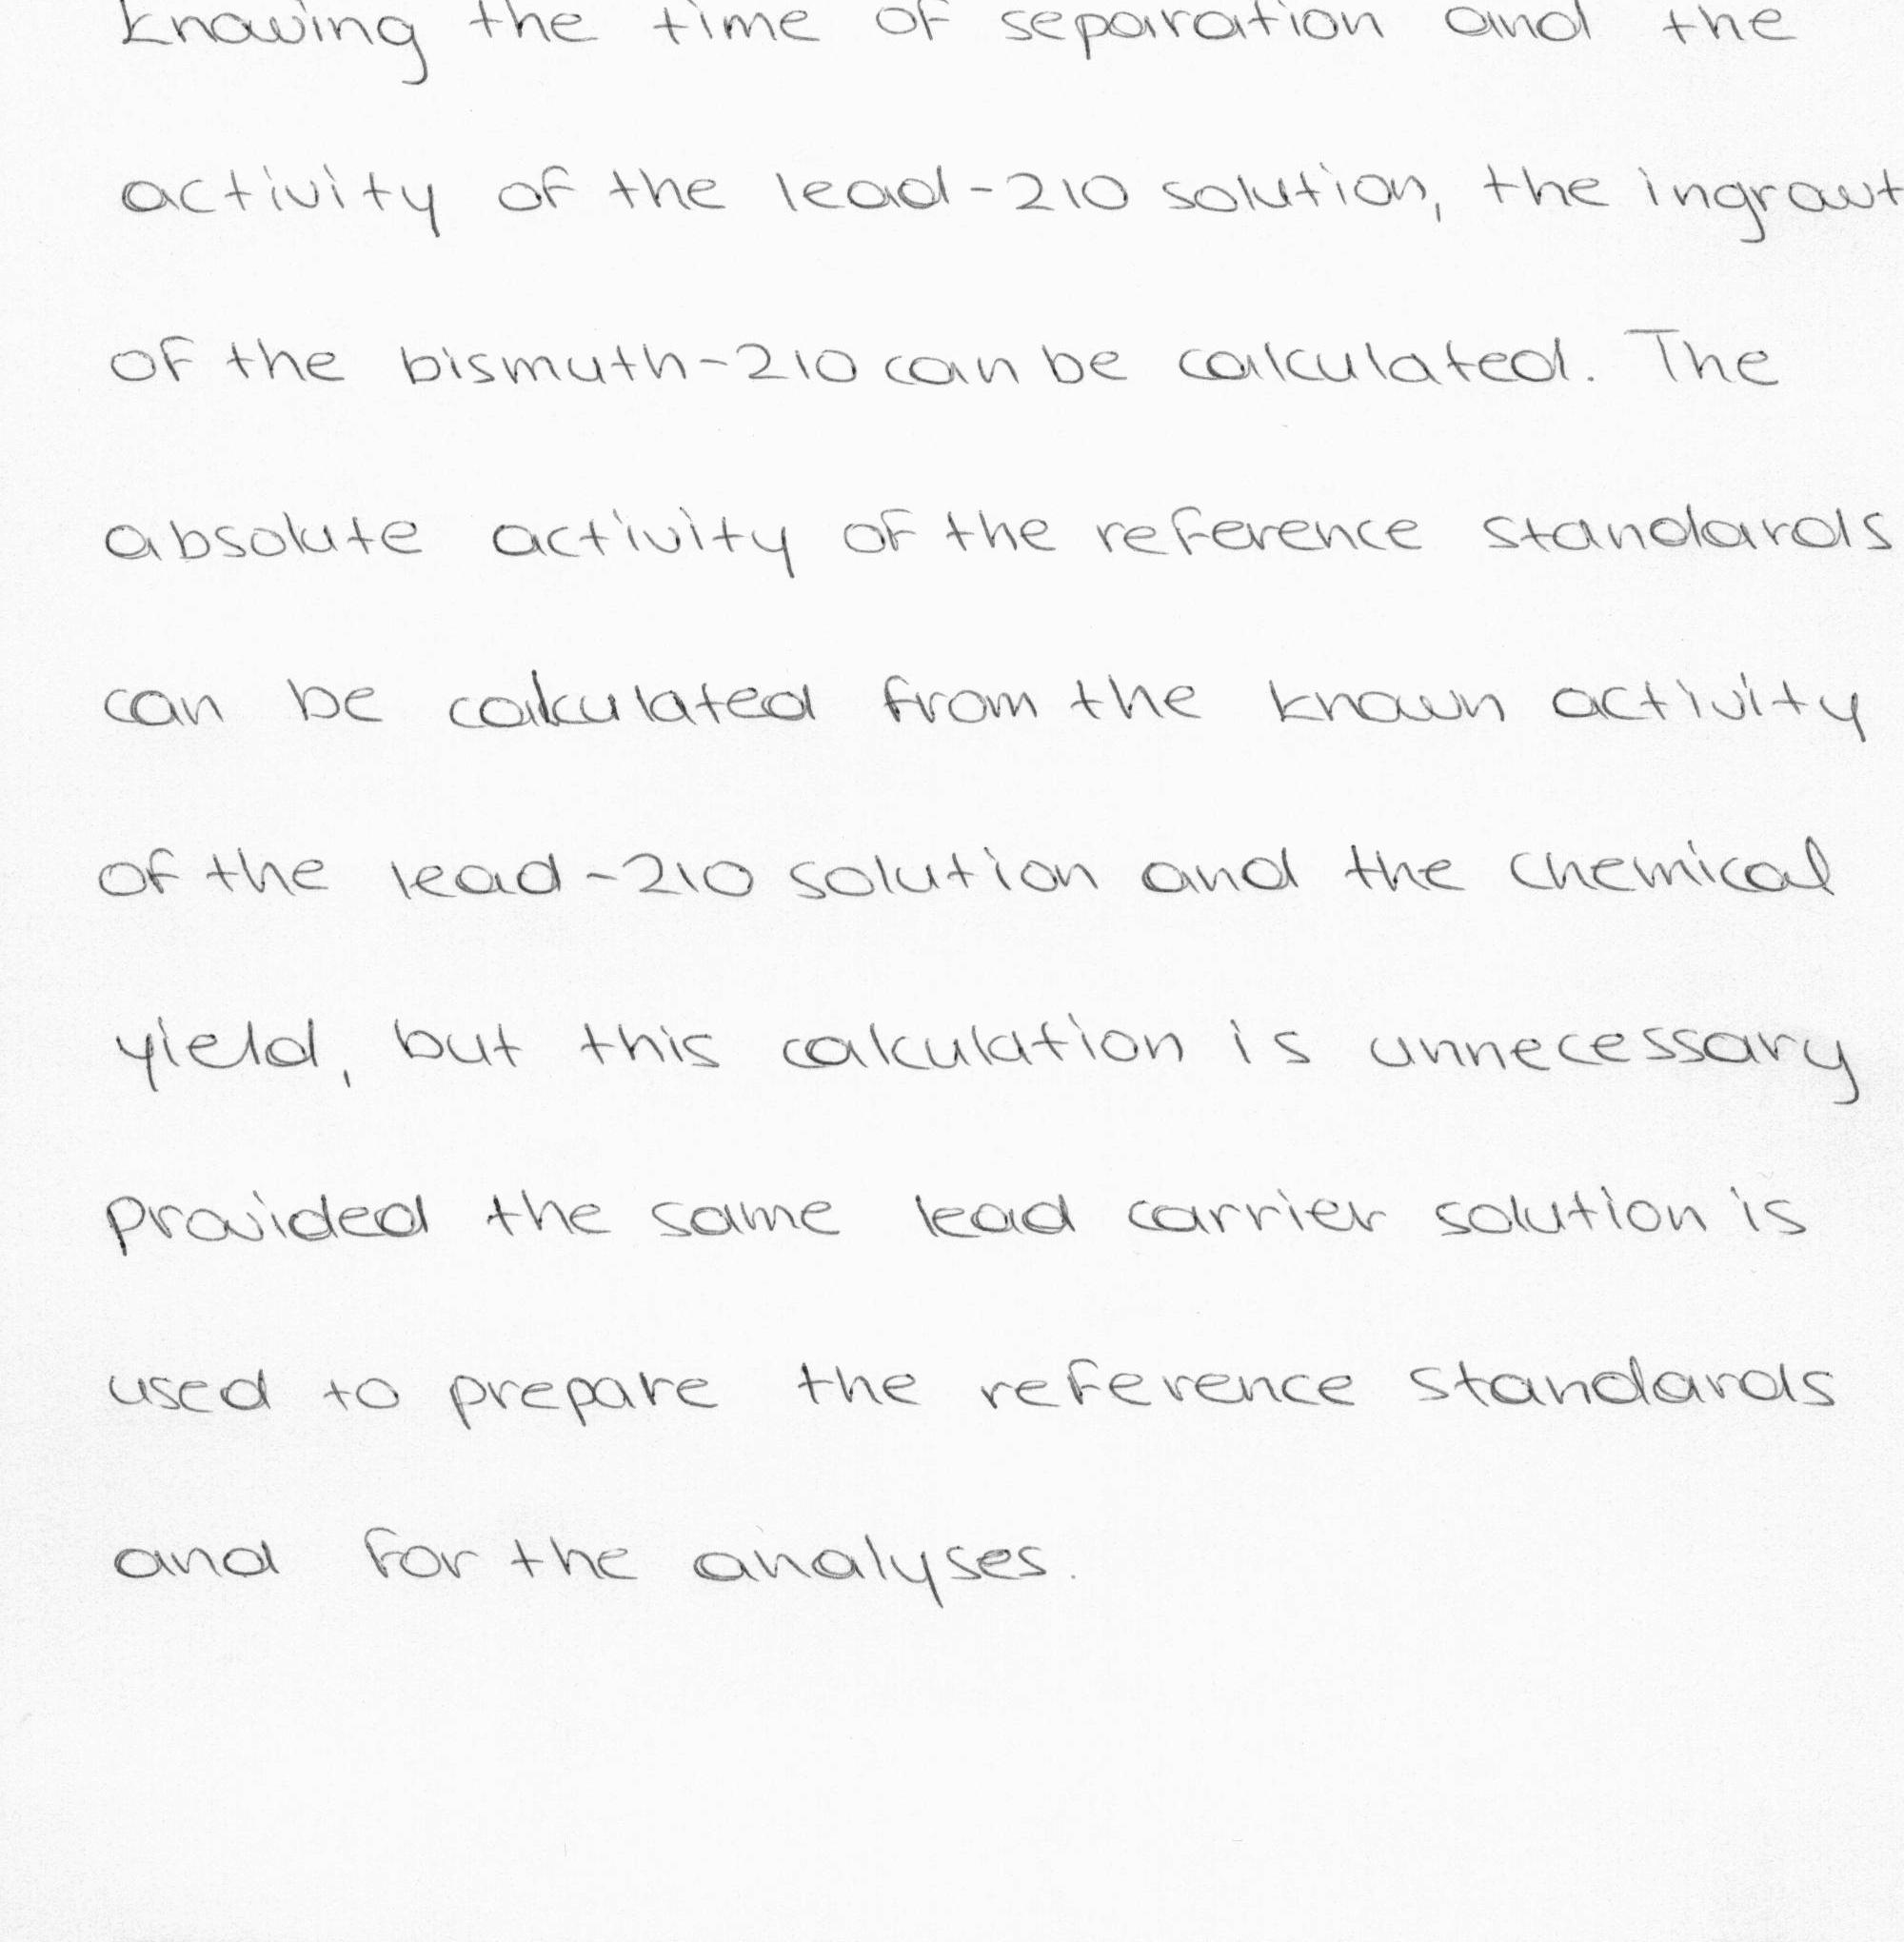 knowing the time of separation and the
activity of the lead-210 solution, the ingrowt
of the bismuth-210 can be calculated. The
absolute activity of the reference standards
can be calculated from the known activity
of the lead-210 solution and the chemical
yield, but this calculation is unnecessary
provided the same lead carrier solution is
used to prepare the reference standards
and for the analyses.